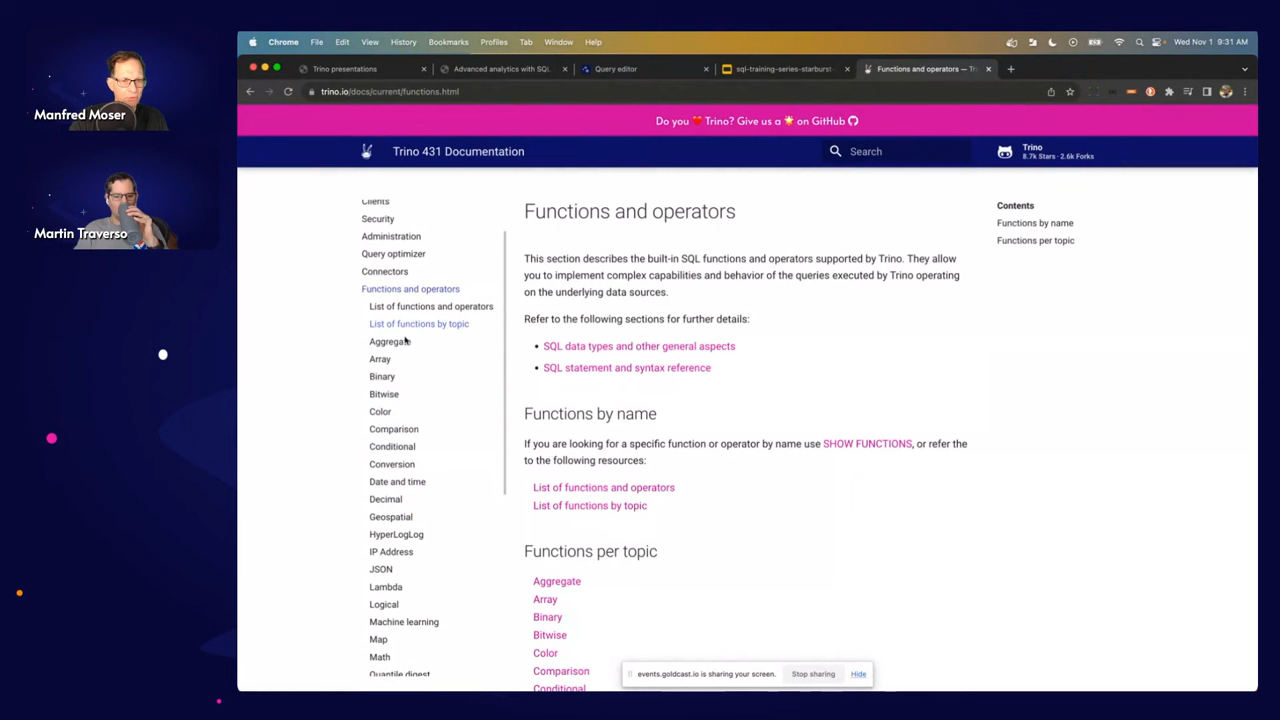 Manfred Moser
Martin Traverso
Chrome File Edit View History Bookmarks Profiles Tab Window Help
Wed Nov 1 9:31 AM
Trino presentations
Advanced analytics with SQL
Query editor
sql-training-series-starburst-
Functions and operators — Tri
trino.io/docs/current/functions.html
Do you ❤️ Trino? Give us a 🌟 on GitHub
Trino 431 Documentation
Search
Trino
8.7k Stars · 2.6k Forks
Clients
Security
Administration
Query optimizer
Connectors
Functions and operators
List of functions and operators
List of functions by topic
Aggregate
Array
Binary
Bitwise
Color
Comparison
Conditional
Conversion
Date and time
Decimal
Geospatial
HyperLogLog
IP Address
JSON
Lambda
Logical
Machine learning
Map
Math
Quantile digest
Functions and operators
This section describes the built-in SQL functions and operators supported by Trino. They allow
you to implement complex capabilities and behavior of the queries executed by Trino operating
on the underlying data sources.
Refer to the following sections for further details:
• SQL data types and other general aspects
• SQL statement and syntax reference
Functions by name
If you are looking for a specific function or operator by name use SHOW FUNCTIONS, or refer the
to the following resources:
List of functions and operators
List of functions by topic
Functions per topic
Aggregate
Array
Binary
Bitwise
Color
Comparison
Conditional
Contents
Functions by name
Functions per topic
events.goldcast.io is sharing your screen.
Stop sharing
Hide